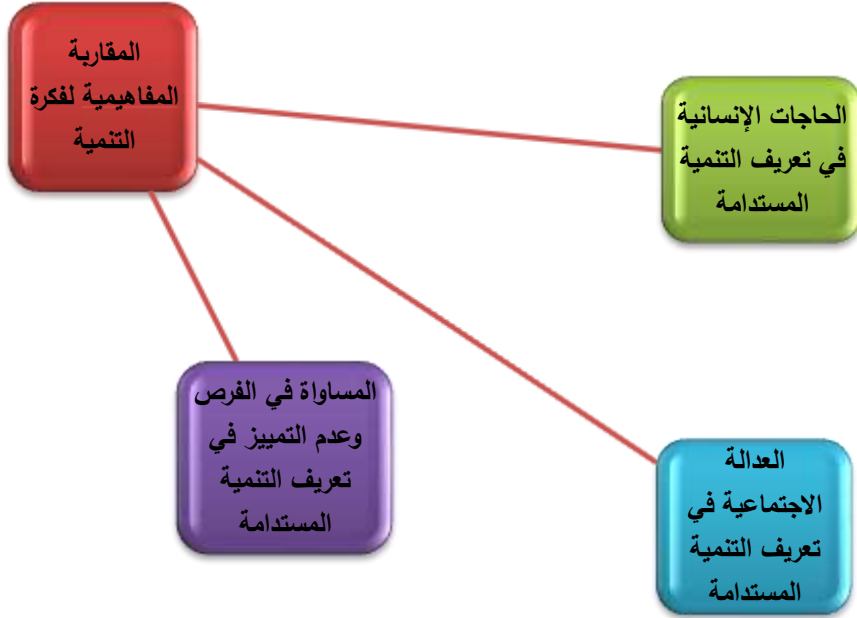 المقاربة
المفاهيمية لفكرة
التنمية
الحاجات الإنسانية
في تعريف التنمية
المستدامة
المساواة في الفرص
وعدم التمييز في
تعريف التنمية
المستدامة
العدالة
الاجتماعية في
تعريف التنمية
المستدامة